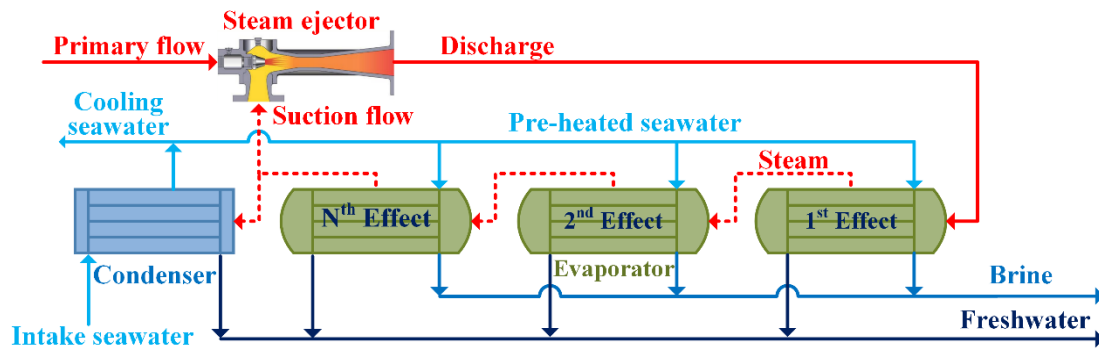 Steam ejector
Primary flow
Discharge
Cooling
seawater
Suction flow
Pre-heated seawater
Steam
Nth Effect
2nd Effect
1st Effect
Condenser
Evaporator
Brine
Freshwater
Intake seawater